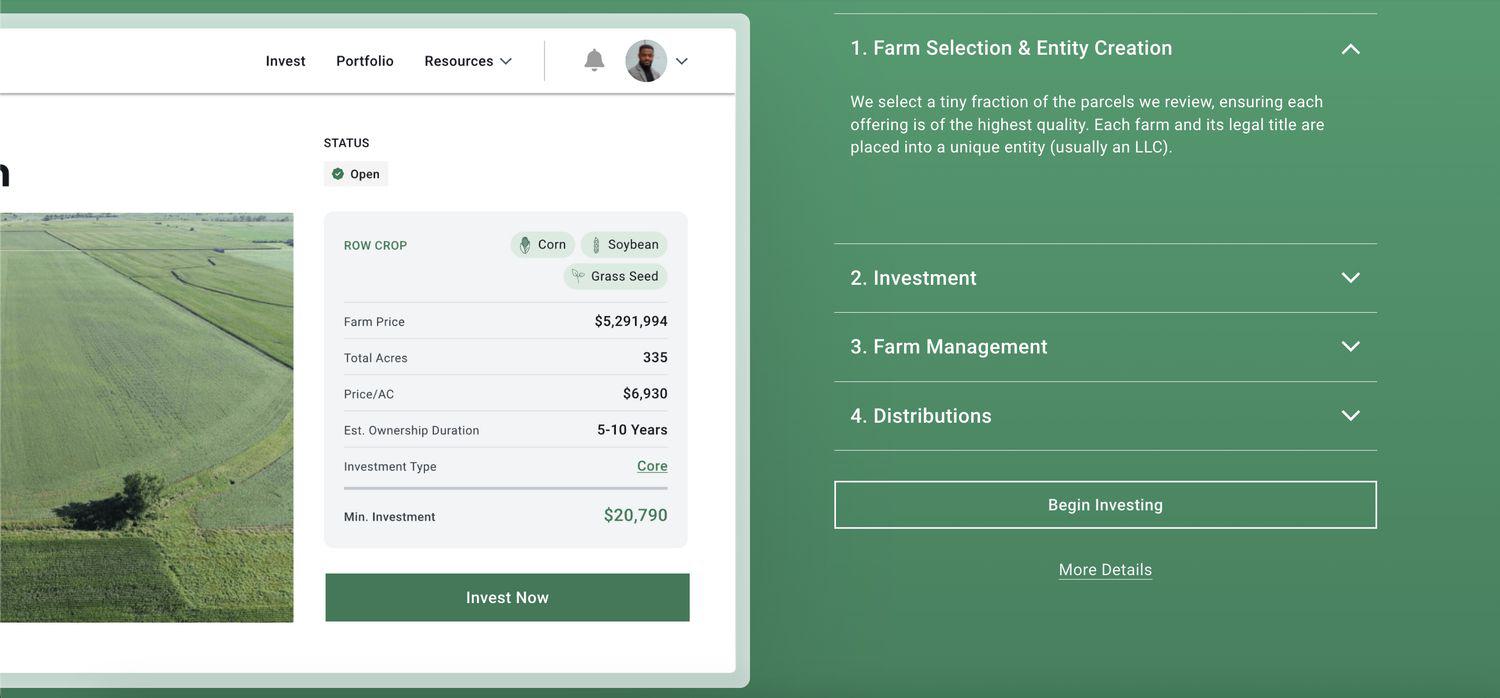 Invest Portfolio Resources
STATUS
Open
ROW CROP
Corn
Soybean
Grass Seed
Farm Price $5,291,994
Total Acres 335
Price/AC $6,930
Est. Ownership Duration 5-10 Years
Investment Type Core
Min. Investment $20,790
Invest Now
1. Farm Selection & Entity Creation
We select a tiny fraction of the parcels we review, ensuring each
offering is of the highest quality. Each farm and its legal title are
placed into a unique entity (usually an LLC).
2. Investment
3. Farm Management
4. Distributions
Begin Investing
More Details